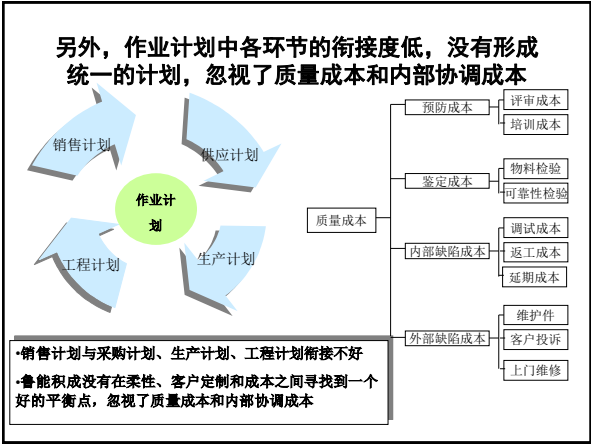 另外，作业计划中各环节的衔接度低，没有形成
统一的计划，忽视了质量成本和内部协调成本
销售计划
供应计划
作业计
划
工程计划
生产计划
质量成本
预防成本
评审成本
培训成本
鉴定成本
物料检验
可靠性检验
内部缺陷成本
调试成本
返工成本
延期成本
外部缺陷成本
维护件
客户投诉
上门维修
•销售计划与采购计划、生产计划、工程计划衔接不好
•鲁能积成没有在柔性、客户定制和成本之间寻找到一个
好的平衡点，忽视了质量成本和内部协调成本